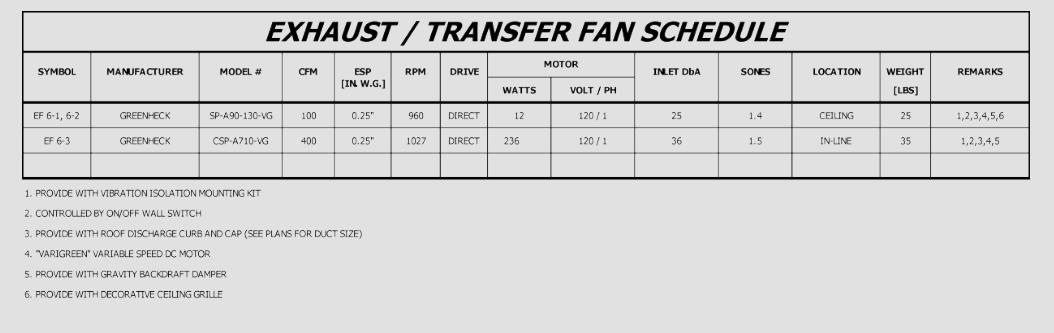 EXHAUST / TRANSFER FAN SCHEDULE
SYMBOL MANUFACTURER MODEL # CFM ESP [IN. W.G.] RPM DRIVE MOTOR WATTS VOLT / PH INLET DbA SONES LOCATION WEIGHT [LBS] REMARKS
EF 6-1, 6-2 GREENHECK SP-A90-130-VG 100 0.25" 960 DIRECT 12 120 / 1 25 1.4 CEILING 25 1,2,3,4,5,6
EF 6-3 GREENHECK CSP-A710-VG 400 0.25" 1027 DIRECT 236 120 / 1 36 1.5 IN-LINE 35 1,2,3,4,5
1. PROVIDE WITH VIBRATION ISOLATION MOUNTING KIT
2. CONTROLLED BY ON/OFF WALL SWITCH
3. PROVIDE WITH ROOF DISCHARGE CURB AND CAP (SEE PLANS FOR DUCT SIZE)
4. "VARIGREEN" VARIABLE SPEED DC MOTOR
5. PROVIDE WITH GRAVITY BACKDRAFT DAMPER
6. PROVIDE WITH DECORATIVE CEILING GRILLE